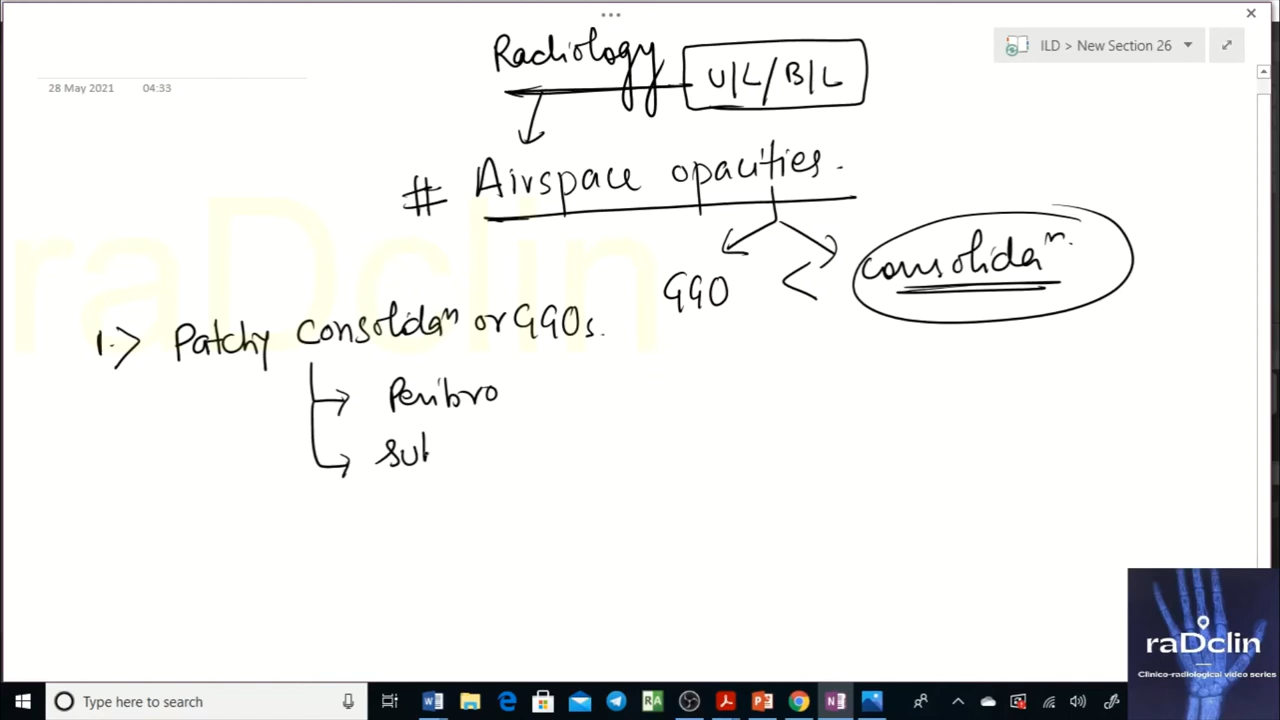 ILD > New Section 26
28 May 2021 04:33
Radiology U/L/B/L
# Airspace opacities.
GGO < consolidaⁿ.
1.> Patchy consolidaⁿ or GGOs.
Peribro
Sub
raDclin
Type here to search
raDclin
Clinico-radiological video series